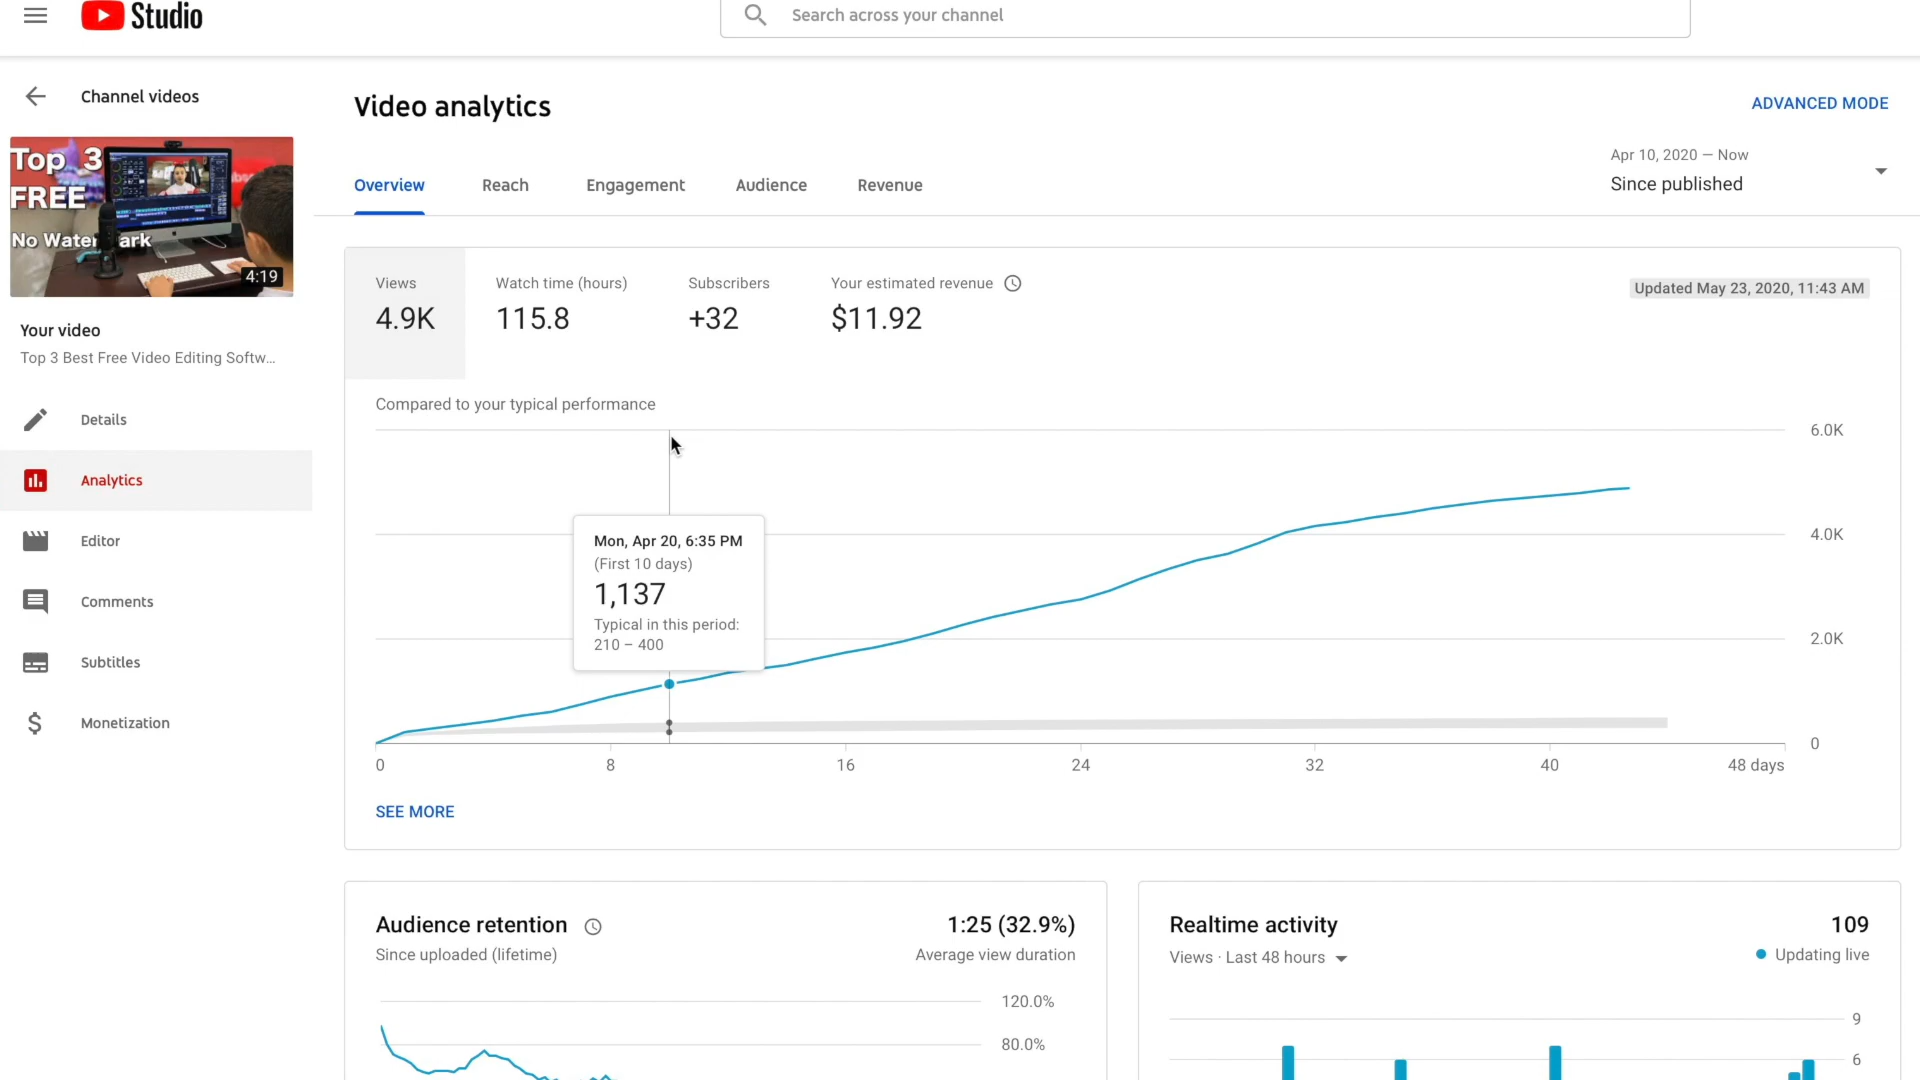 Studio
Search across your channel
Channel videos
Video analytics
ADVANCED MODE
Top 3
FREE
No Water ark
4:19
Your video
Top 3 Best Free Video Editing Softw...
Details
Analytics
Editor
Comments
Subtitles
Monetization
Overview
Reach
Engagement
Audience
Revenue
Apr 10, 2020 – Now
Since published
Views
4.9K
Watch time (hours)
115.8
Subscribers
+32
Your estimated revenue
$11.92
Updated May 23, 2020, 11:43 AM
Compared to your typical performance
6.0K
4.0K
2.0K
0
Mon, Apr 20, 6:35 PM
(First 10 days)
1,137
Typical in this period:
210 – 400
0 8 16 24 32 40 48 days
SEE MORE
Audience retention
Since uploaded (lifetime)
1:25 (32.9%)
Average view duration
120.0%
80.0%
Realtime activity
Views · Last 48 hours
109
Updating live
9
6